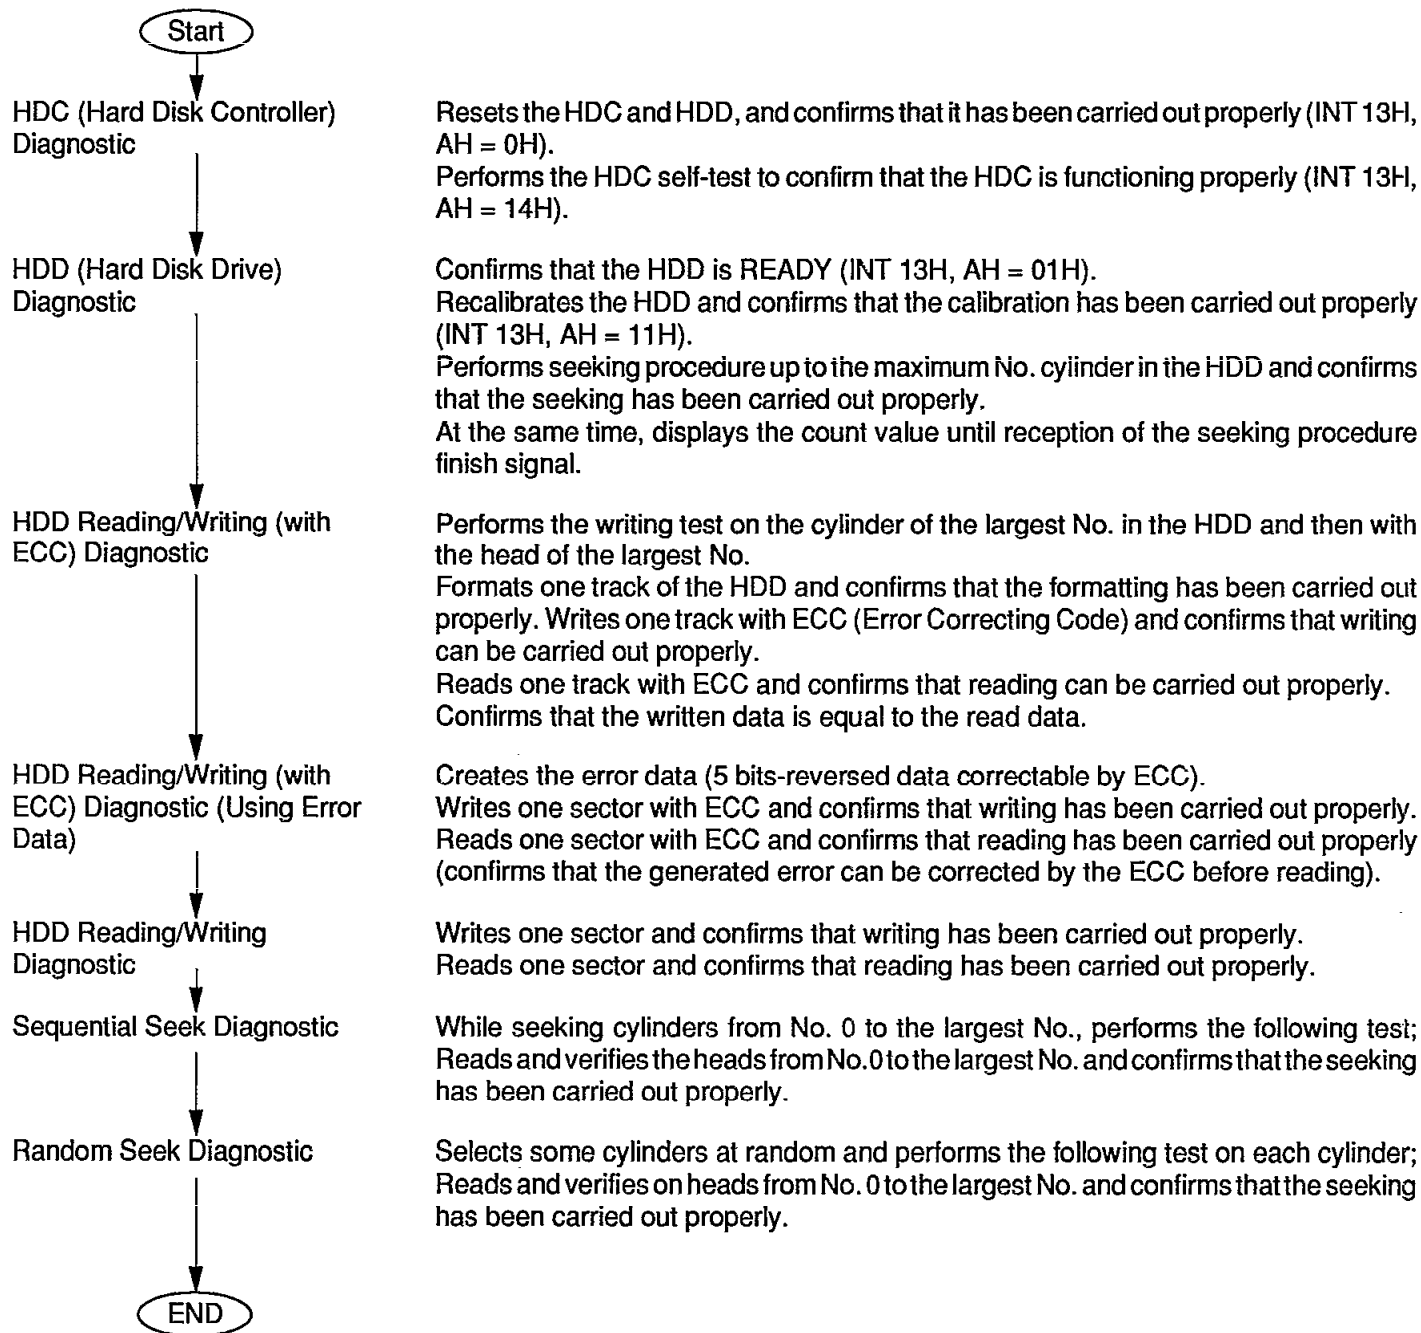 Start
HDC (Hard Disk Controller)
Diagnostic
Resets the HDC and HDD, and confirms that it has been carried out properly (INT 13H,
AH = 0H).
Performs the HDC self-test to confirm that the HDC is functioning properly (INT 13H,
AH = 14H).
HDD (Hard Disk Drive)
Diagnostic
Confirms that the HDD is READY (INT 13H, AH = 01H).
Recalibrates the HDD and confirms that the calibration has been carried out properly
(INT 13H, AH = 11H).
Performs seeking procedure up to the maximum No. cylinder in the HDD and confirms
that the seeking has been carried out properly.
At the same time, displays the count value until reception of the seeking procedure
finish signal.
HDD Reading/Writing (with
ECC) Diagnostic
Performs the writing test on the cylinder of the largest No. in the HDD and then with
the head of the largest No.
Formats one track of the HDD and confirms that the formatting has been carried out
properly. Writes one track with ECC (Error Correcting Code) and confirms that writing
can be carried out properly.
Reads one track with ECC and confirms that reading can be carried out properly.
Confirms that the written data is equal to the read data.
HDD Reading/Writing (with
ECC) Diagnostic (Using Error
Data)
Creates the error data (5 bits-reversed data correctable by ECC).
Writes one sector with ECC and confirms that writing has been carried out properly.
Reads one sector with ECC and confirms that reading has been carried out properly
(confirms that the generated error can be corrected by the ECC before reading).
HDD Reading/Writing
Diagnostic
Writes one sector and confirms that writing has been carried out properly.
Reads one sector and confirms that reading has been carried out properly.
Sequential Seek Diagnostic
While seeking cylinders from No. 0 to the largest No., performs the following test;
Reads and verifies the heads from No.0 to the largest No. and confirms that the seeking
has been carried out properly.
Random Seek Diagnostic
Selects some cylinders at random and performs the following test on each cylinder;
Reads and verifies on heads from No. 0 to the largest No. and confirms that the seeking
has been carried out properly.
END